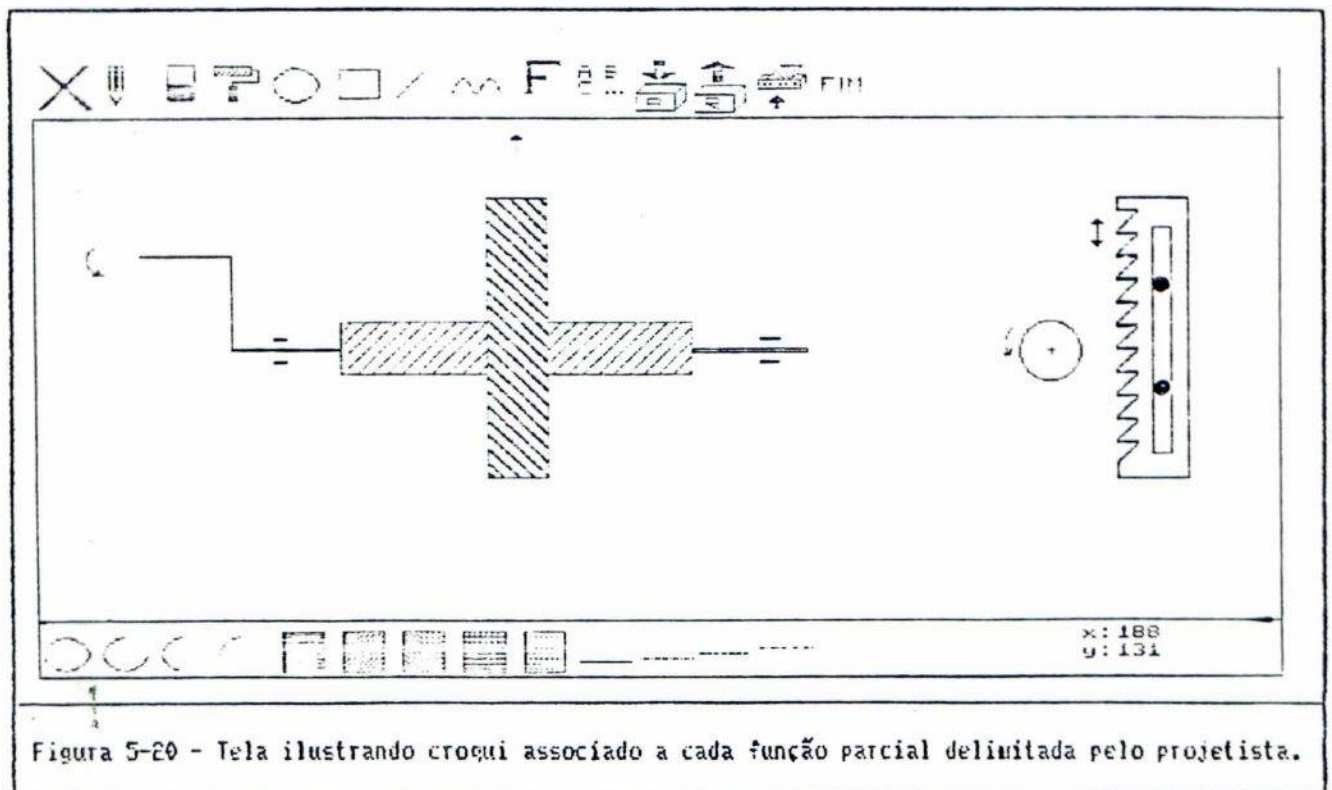 F
FIM
x:188
y:131
Figura 5-20 - Tela ilustrando croqui associado a cada função parcial delimitada pelo projetista.